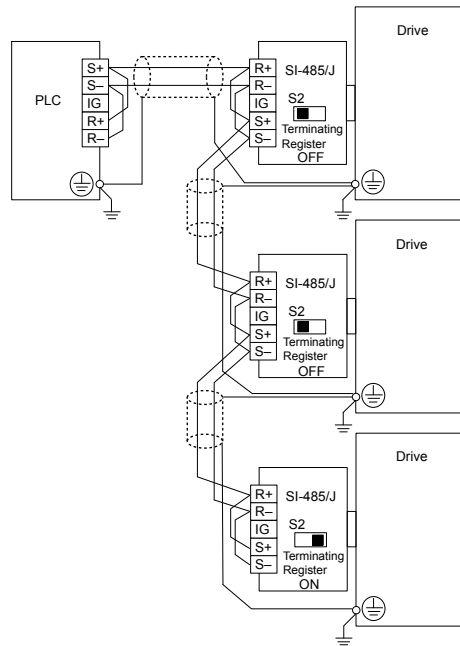 PLC
S+
S–
IG
R+
R–
R+
R–
IG
S+
S–
SI-485/J
S2
Terminating
Register
OFF
Drive
R+
R–
IG
S+
S–
SI-485/J
S2
Terminating
Register
OFF
Drive
R+
R–
IG
S+
S–
SI-485/J
S2
Terminating
Register
ON
Drive